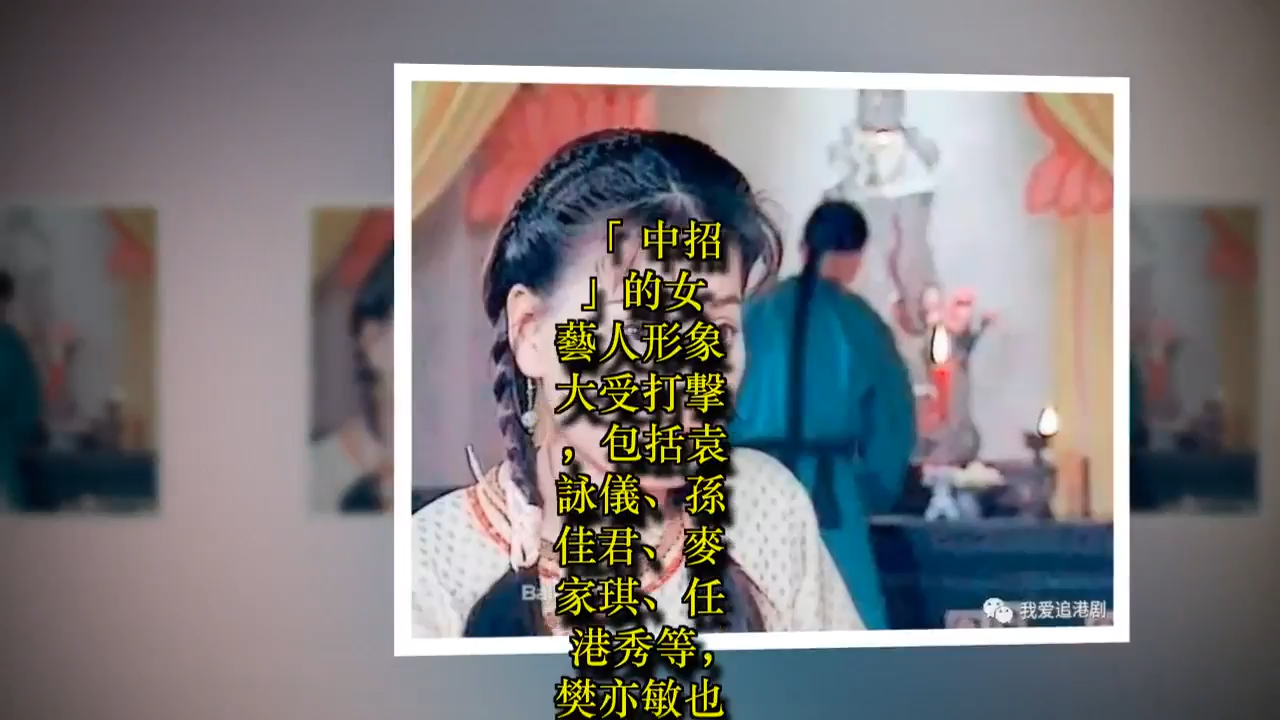 「中招
」的女
藝人形象
大受打擊
，包括袁
詠儀、孫
佳君、麥
家琪、任
港秀等，
樊亦敏也
我爱追港剧